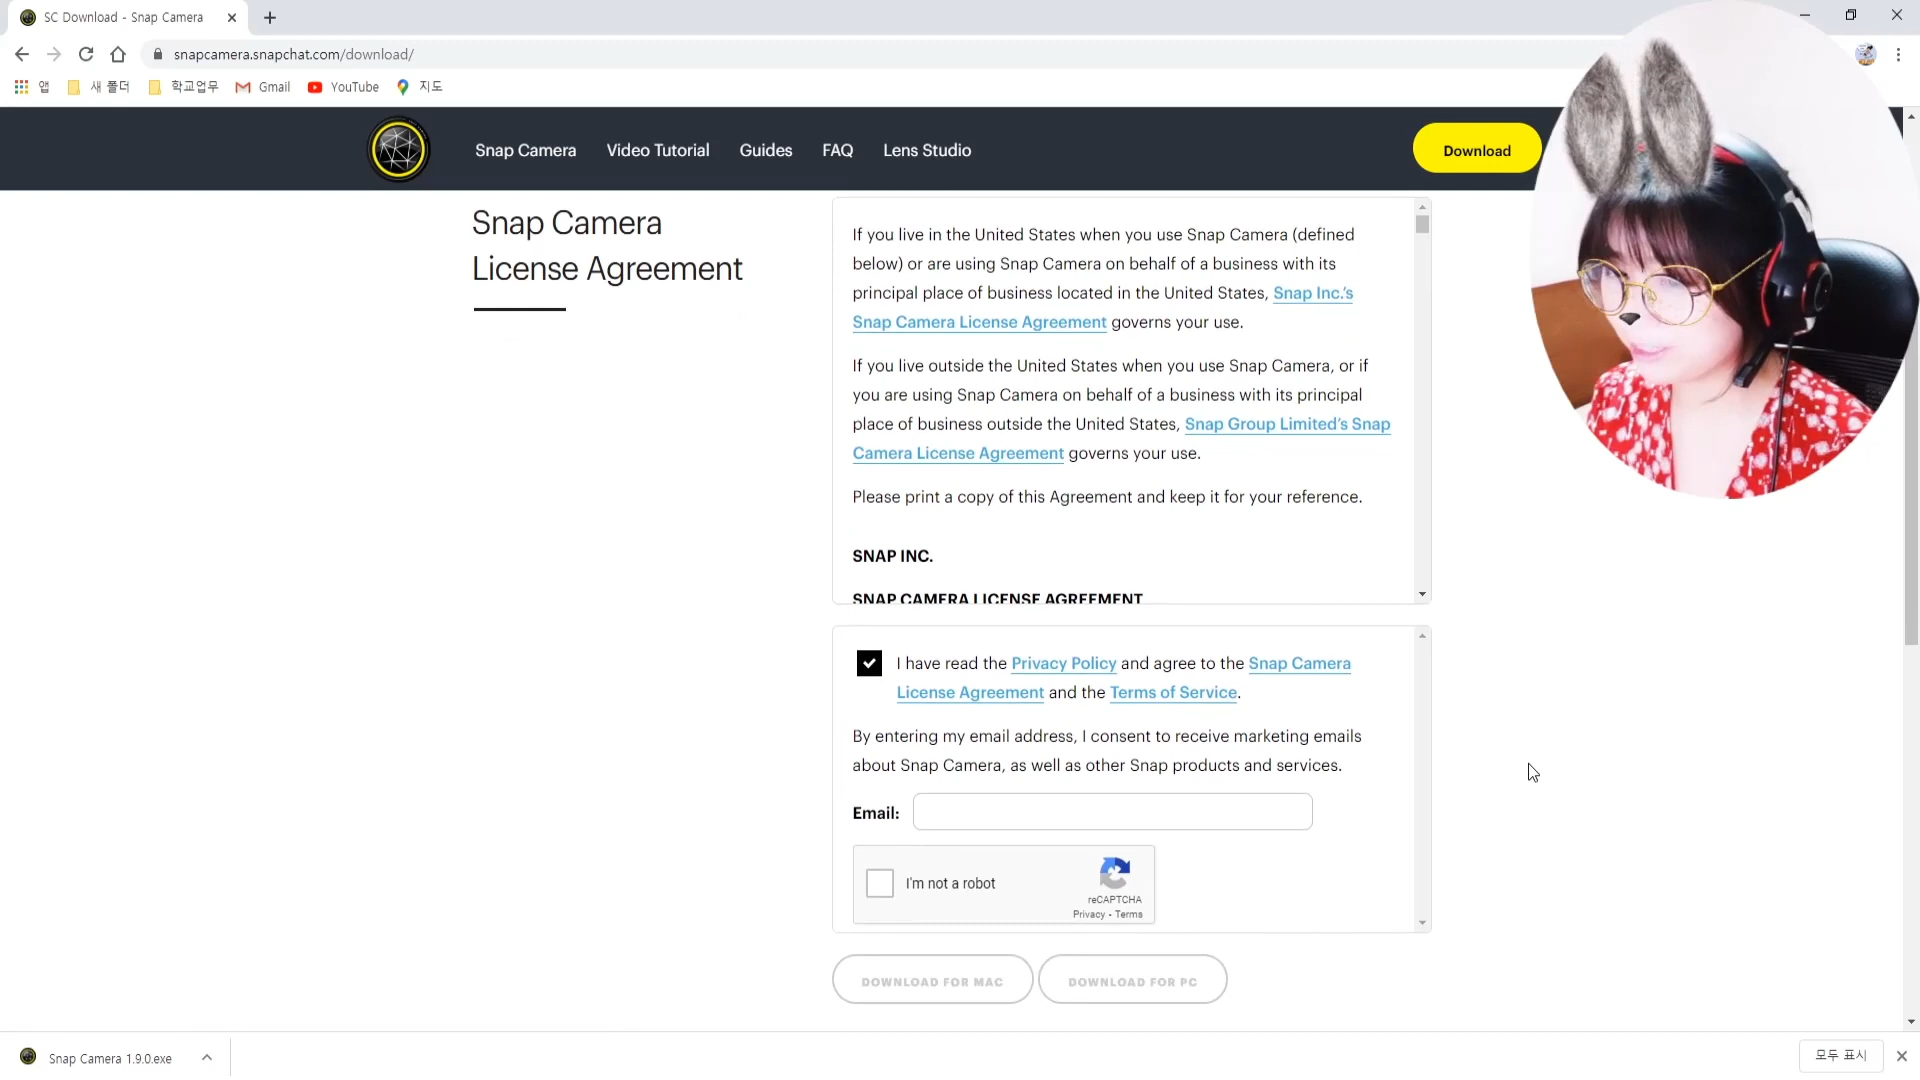 SC Download - Snap Camera
snapcamera.snapchat.com/download/
앱 새 폴더 학교업무 Gmail YouTube 지도
Snap Camera Video Tutorial Guides FAQ Lens Studio Download
Snap Camera
License Agreement
If you live in the United States when you use Snap Camera (defined
below) or are using Snap Camera on behalf of a business with its
principal place of business located in the United States, Snap Inc.'s
Snap Camera License Agreement governs your use.
If you live outside the United States when you use Snap Camera, or if
you are using Snap Camera on behalf of a business with its principal
place of business outside the United States, Snap Group Limited's Snap
Camera License Agreement governs your use.
Please print a copy of this Agreement and keep it for your reference.
SNAP INC.
SNAP CAMERA LICENSE AGREEMENT
I have read the Privacy Policy and agree to the Snap Camera
License Agreement and the Terms of Service.
By entering my email address, I consent to receive marketing emails
about Snap Camera, as well as other Snap products and services.
Email:
I'm not a robot
reCAPTCHA
Privacy - Terms
DOWNLOAD FOR MAC DOWNLOAD FOR PC
Snap Camera 1.9.0.exe
모두 표시